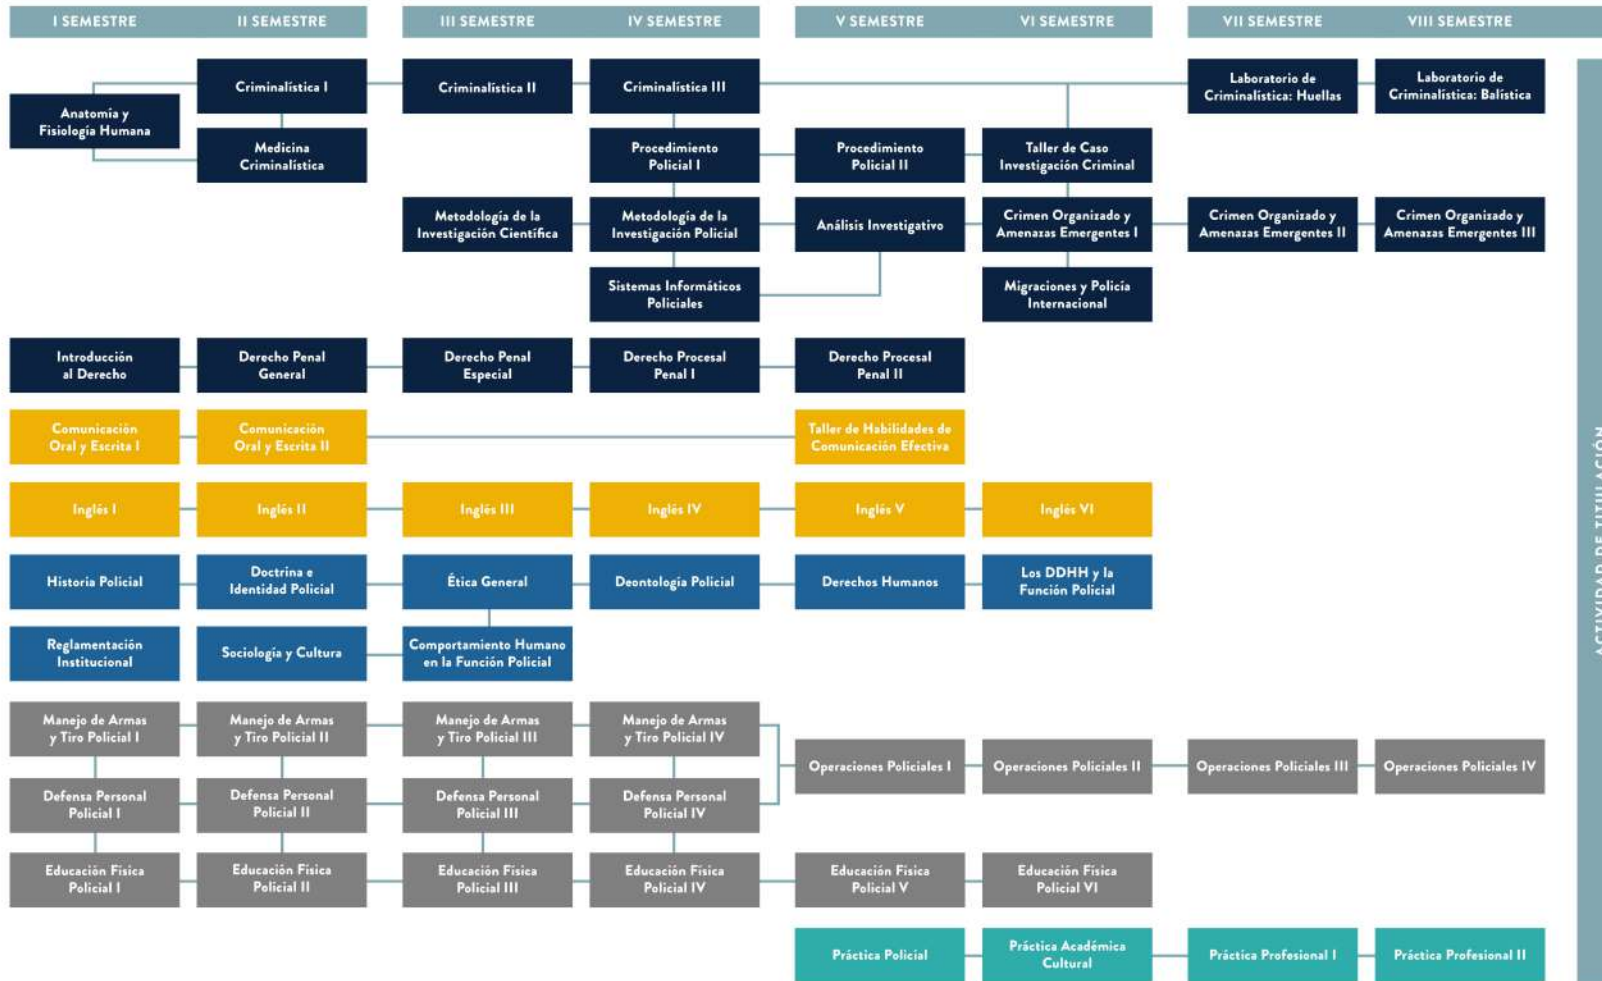 I SEMESTRE
II SEMESTRE
III SEMESTRE
IV SEMESTRE
V SEMESTRE
VI SEMESTRE
VII SEMESTRE
VIII SEMESTRE
Anatomía y
Fisiología Humana
Criminalística I
Criminalística II
Criminalística III
Laboratorio de
Criminalística: Huellas
Laboratorio de
Criminalística: Balística
Medicina
Criminalística
Procedimiento
Policial I
Procedimiento
Policial II
Taller de Caso
Investigación Criminal
Metodología de la
Investigación Científica
Metodología de la
Investigación Policial
Análisis Investigativo
Crimen Organizado y
Amenazas Emergentes I
Crimen Organizado y
Amenazas Emergentes II
Crimen Organizado y
Amenazas Emergentes III
Sistemas Informáticos
Policiales
Migraciones y Policía
Internacional
Introducción
al Derecho
Derecho Penal
General
Derecho Penal
Especial
Derecho Procesal
Penal I
Derecho Procesal
Penal II
Comunicación
Oral y Escrita I
Comunicación
Oral y Escrita II
Taller de Habilidades de
Comunicación Efectiva
Inglés I
Inglés II
Inglés III
Inglés IV
Inglés V
Inglés VI
Historia Policial
Doctrina e
Identidad Policial
Ética General
Deontología Policial
Derechos Humanos
Los DDHH y la
Función Policial
Reglamentación
Institucional
Sociología y Cultura
Comportamiento Humano
en la Función Policial
Manejo de Armas
y Tiro Policial I
Manejo de Armas
y Tiro Policial II
Manejo de Armas
y Tiro Policial III
Manejo de Armas
y Tiro Policial IV
Operaciones Policiales I
Operaciones Policiales II
Operaciones Policiales III
Operaciones Policiales IV
Defensa Personal
Policial I
Defensa Personal
Policial II
Defensa Personal
Policial III
Defensa Personal
Policial IV
Educación Física
Policial I
Educación Física
Policial II
Educación Física
Policial III
Educación Física
Policial IV
Educación Física
Policial V
Educación Física
Policial VI
Práctica Policial
Práctica Académica
Cultural
Práctica Profesional I
Práctica Profesional II
ACTIVIDAD DE TITULACIÓN